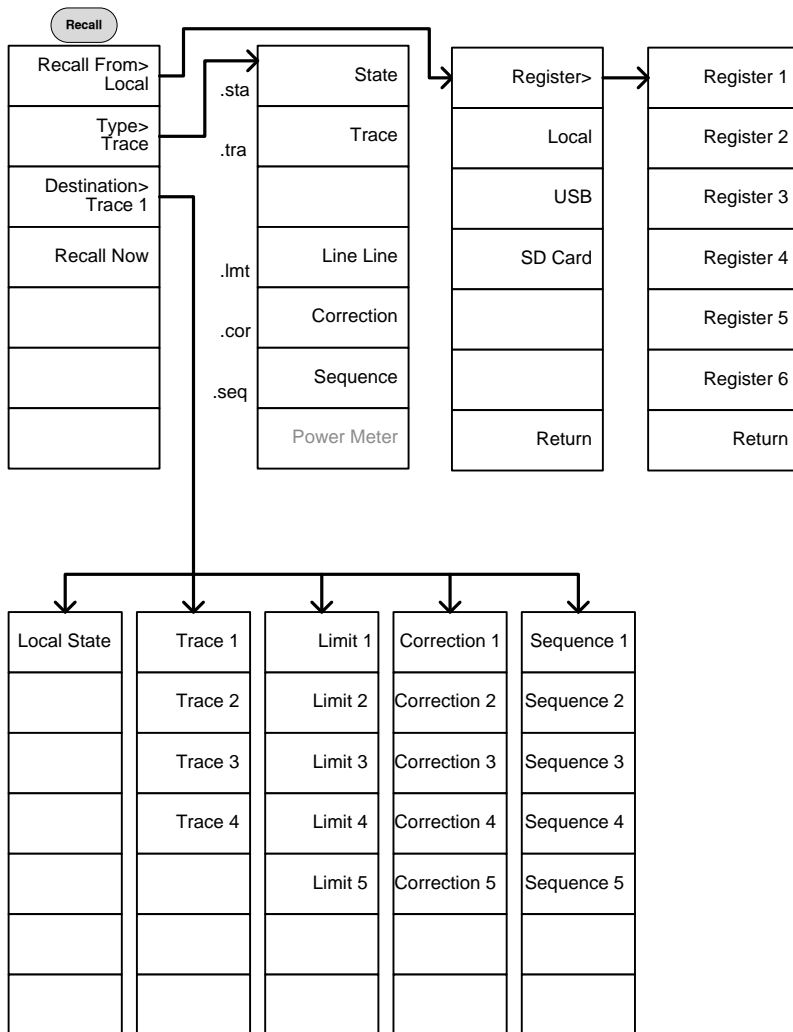 Recall
Recall From>
Local
Type>
Trace
Destination>
Trace 1
Recall Now
.sta
.tra
.lmt
.cor
.seq
State
Trace
Line Line
Correction
Sequence
Power Meter
Register>
Local
USB
SD Card
Return
Register 1
Register 2
Register 3
Register 4
Register 5
Register 6
Return
Local State
Trace 1
Trace 2
Trace 3
Trace 4
Limit 1
Limit 2
Limit 3
Limit 4
Limit 5
Correction 1
Correction 2
Correction 3
Correction 4
Correction 5
Sequence 1
Sequence 2
Sequence 3
Sequence 4
Sequence 5